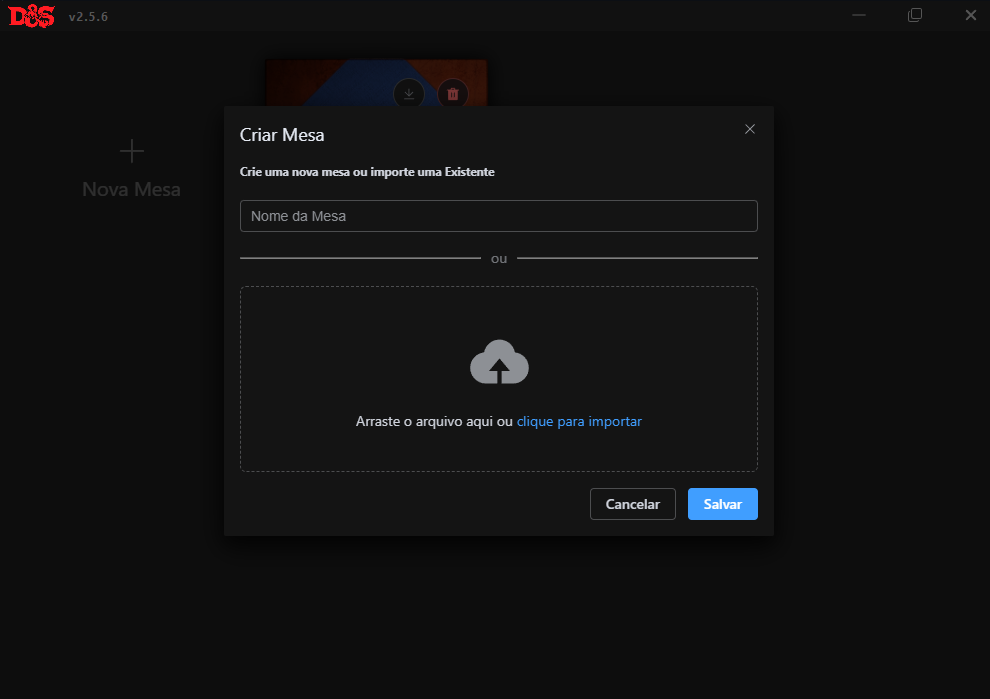 D&S v2.5.6
Nova Mesa
Criar Mesa
Crie uma nova mesa ou importe uma Existente
Nome da Mesa
ou
Arraste o arquivo aqui ou clique para importar
Cancelar Salvar